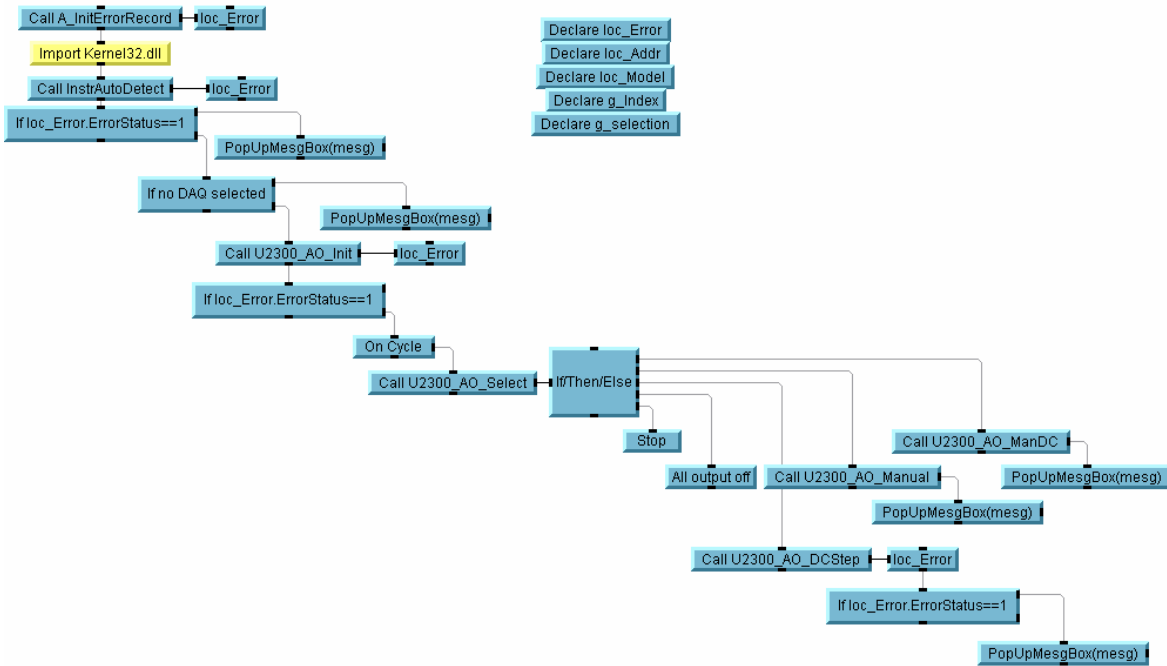 Call A_InitErrorRecord
loc_Error
Declare loc_Error
Import Kernel32.dll
Declare loc_Addr
Declare loc_Model
Call InstrAutoDetect
loc_Error
Declare g_Index
Declare g_selection
If loc_Error.ErrorStatus==1
PopUpMesgBox(mesg)
If no DAQ selected
PopUpMesgBox(mesg)
Call U2300_AO_Init
loc_Error
If loc_Error.ErrorStatus==1
On Cycle
Call U2300_AO_Select
If/Then/Else
Stop
Call U2300_AO_ManDC
All output off
Call U2300_AO_Manual
PopUpMesgBox(mesg)
PopUpMesgBox(mesg)
Call U2300_AO_DCStep
loc_Error
If loc_Error.ErrorStatus==1
PopUpMesgBox(mesg)